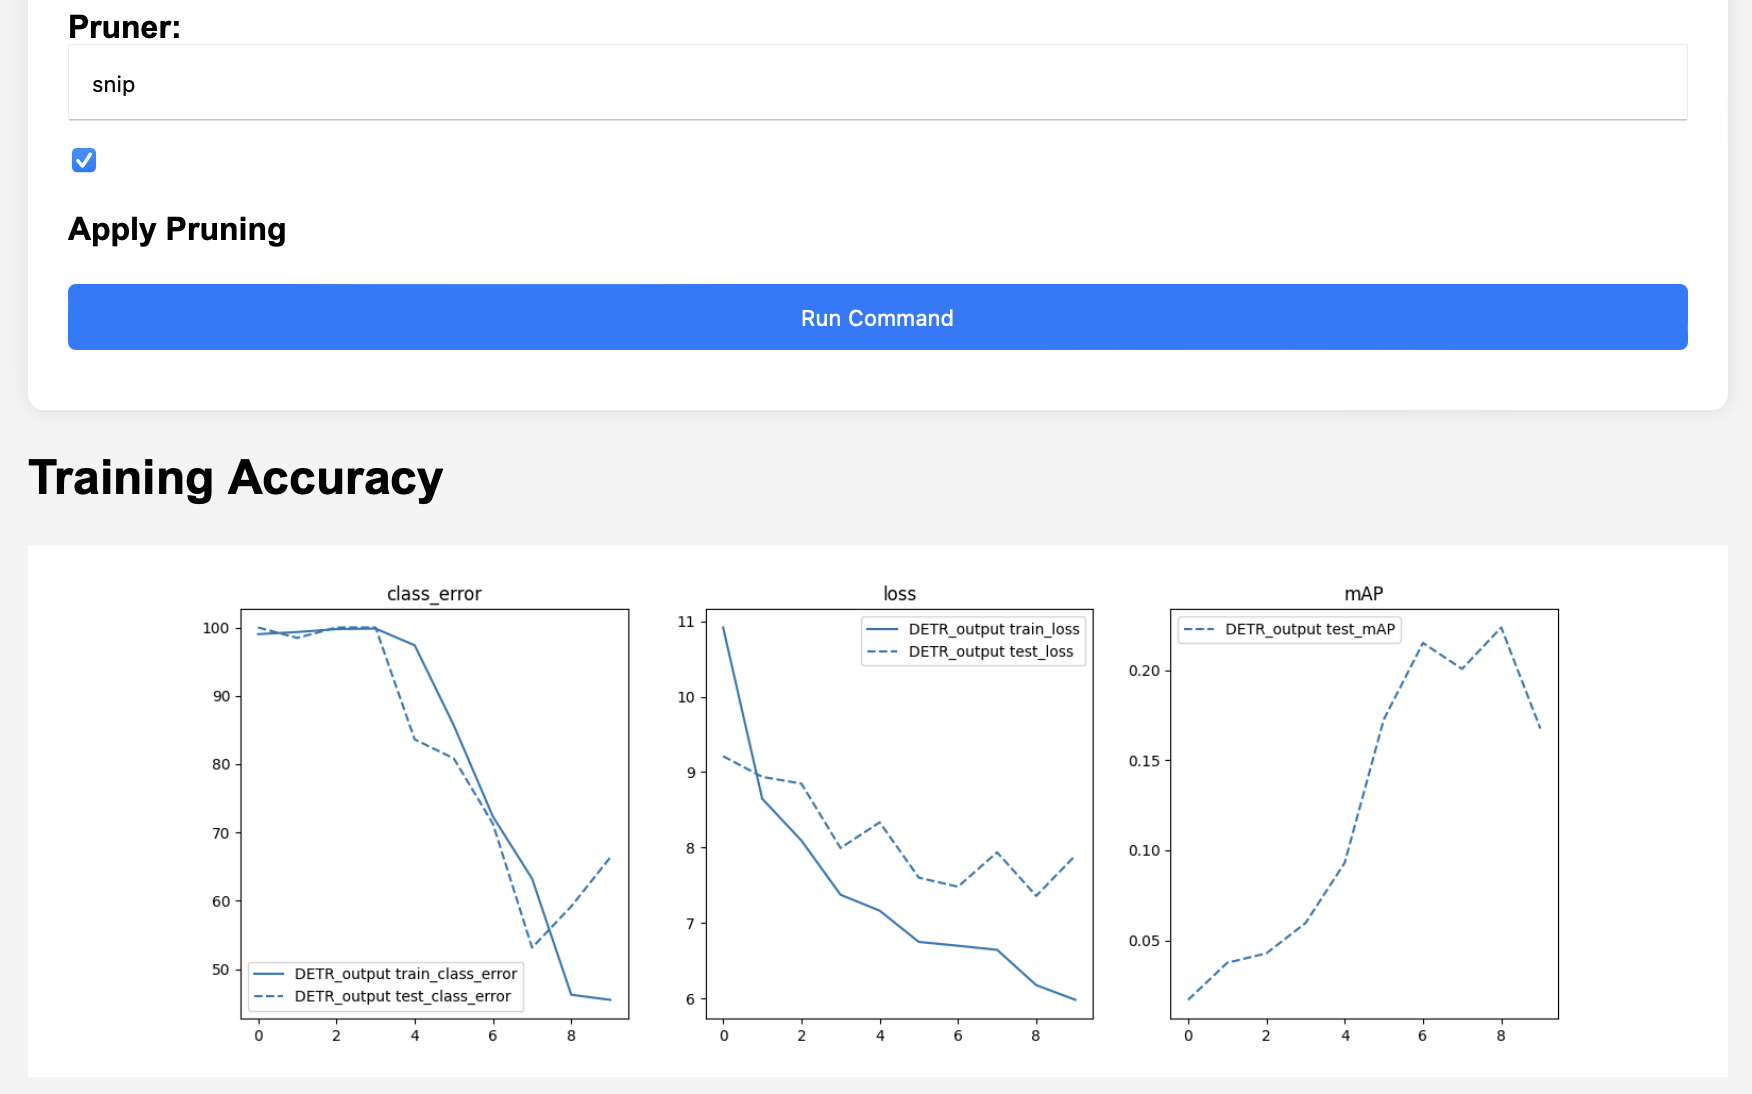 Pruner:
snip
Apply Pruning
Run Command
Training Accuracy
class_error
100
90
80
70
60
50
DETR_output train_class_error
DETR_output test_class_error
0 2 4 6 8
loss
11
10
9
8
7
6
DETR_output train_loss
DETR_output test_loss
0 2 4 6 8
mAP
DETR_output test_mAP
0.20
0.15
0.10
0.05
0 2 4 6 8